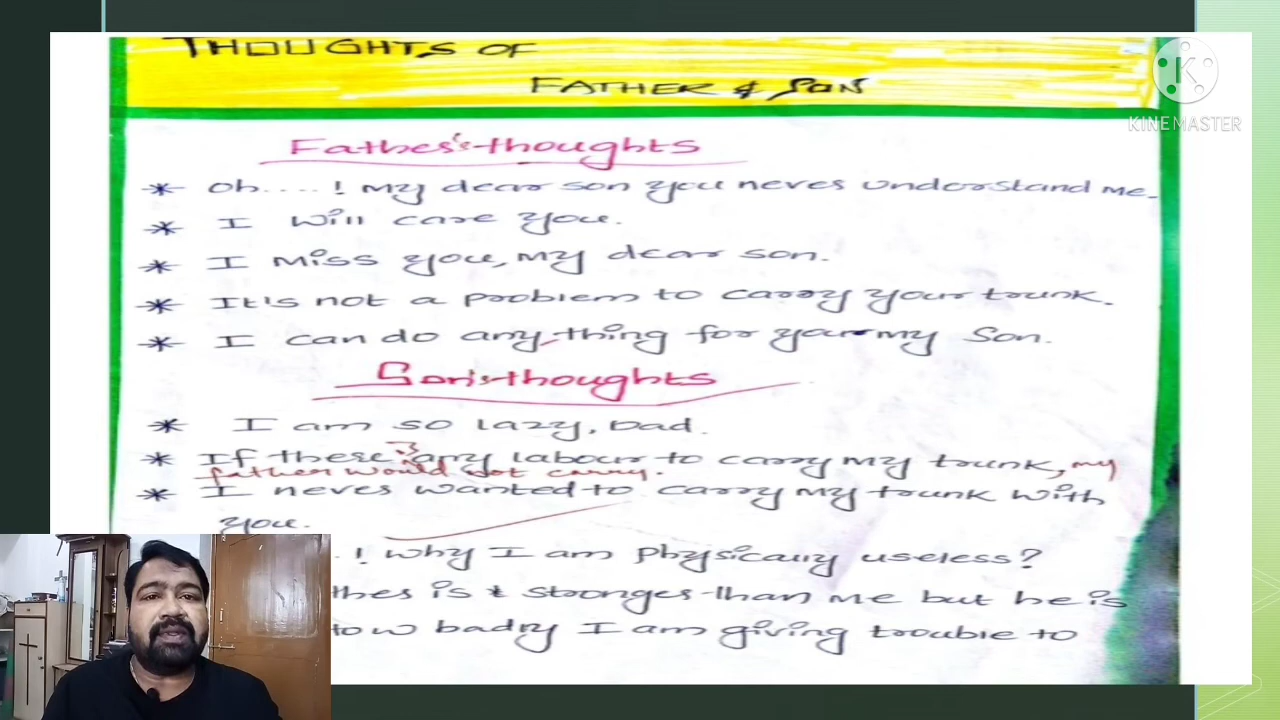 THOUGHTS OF
FATHER & SON
K
KINEMASTER
Father's thoughts
* Oh....! My dear son you never understand me.
* I will care you.
* I miss you, my dear son.
* It's not a problem to carry your trunk.
* I can do any thing for your my Son.
Son's thoughts
* I am so lazy, Dad.
* If there is any labour to carry my trunk, my
father would not carry.
* I never wanted to carry my trunk with
you.
.! why I am physically useless?
ther is stronger than me but he is
How badly I am giving trouble to